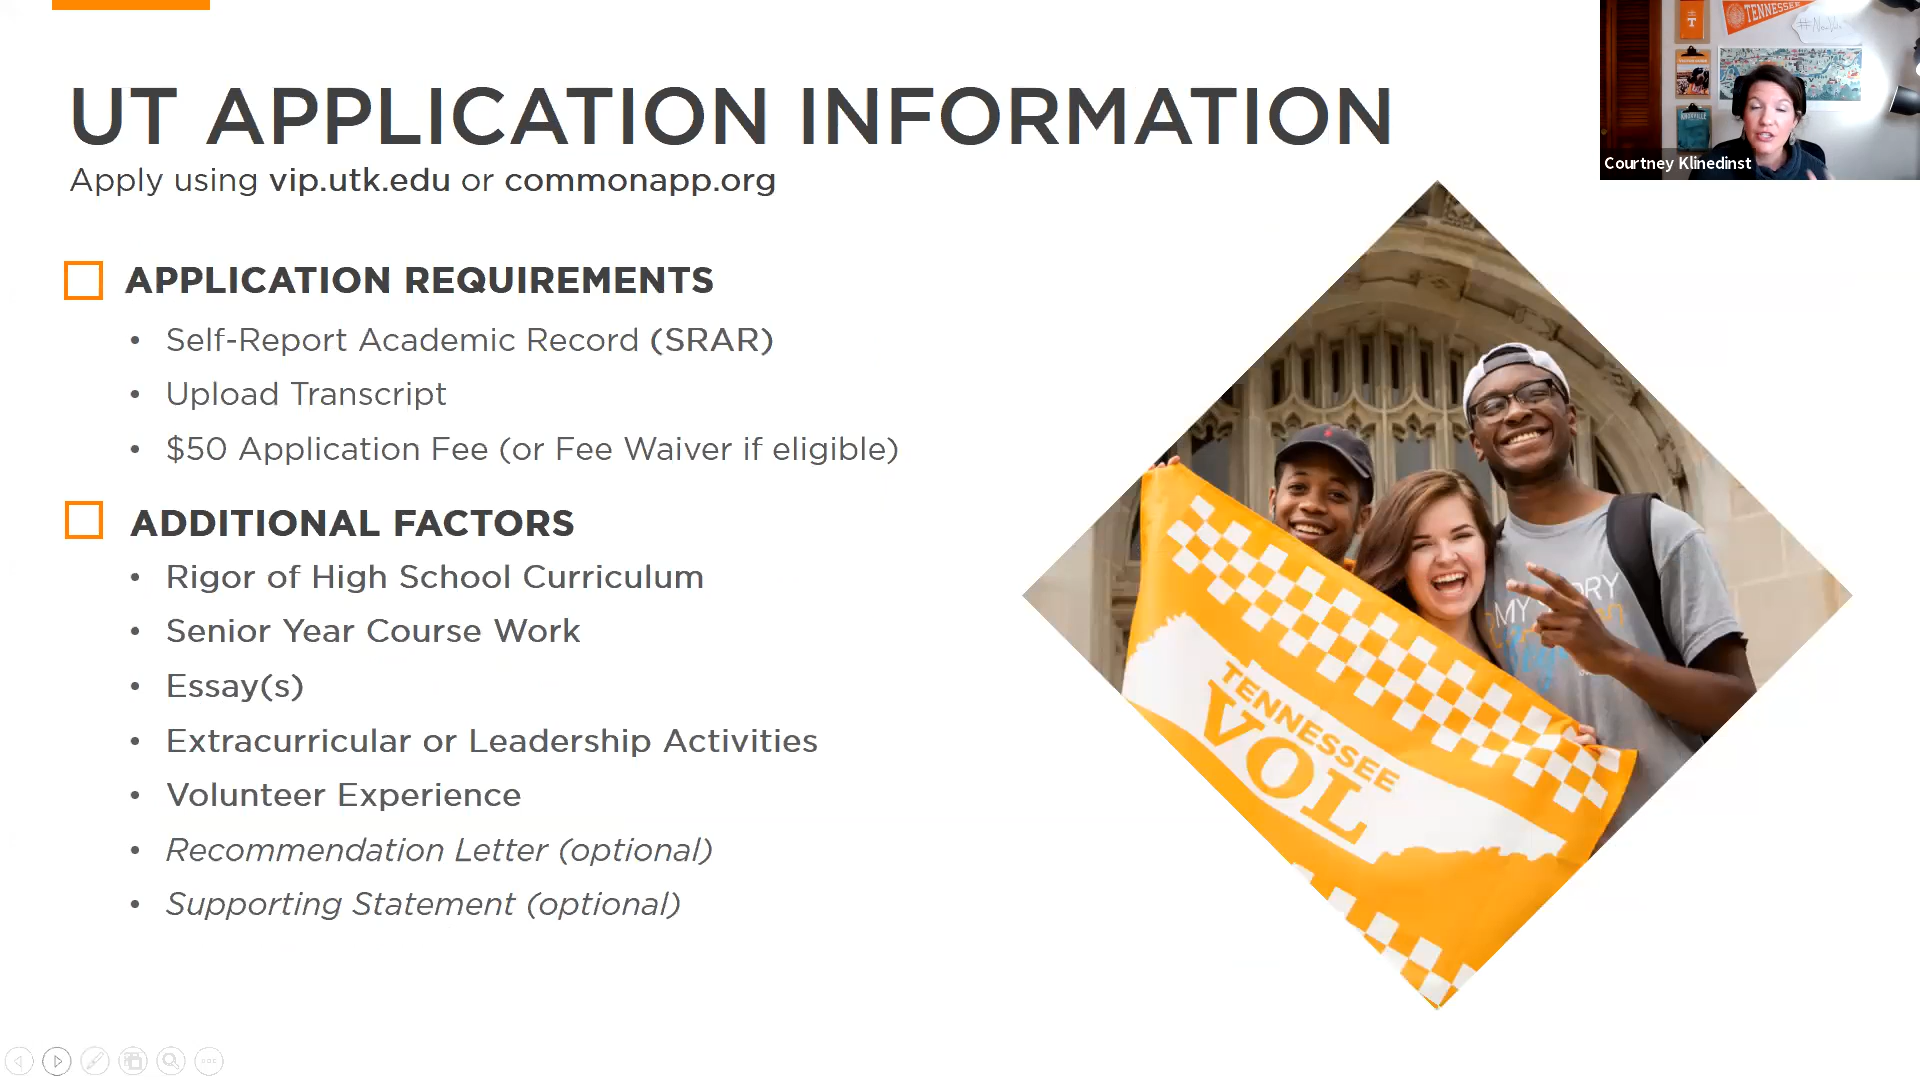 UT APPLICATION INFORMATION
Apply using vip.utk.edu or commonapp.org
APPLICATION REQUIREMENTS
• Self-Report Academic Record (SRAR)
• Upload Transcript
• $50 Application Fee (or Fee Waiver if eligible)
ADDITIONAL FACTORS
• Rigor of High School Curriculum
• Senior Year Course Work
• Essay(s)
• Extracurricular or Leadership Activities
• Volunteer Experience
• Recommendation Letter (optional)
• Supporting Statement (optional)
TENNESSEE
T
Courtney Klinedinst
MY
TENNESSEE
VOL